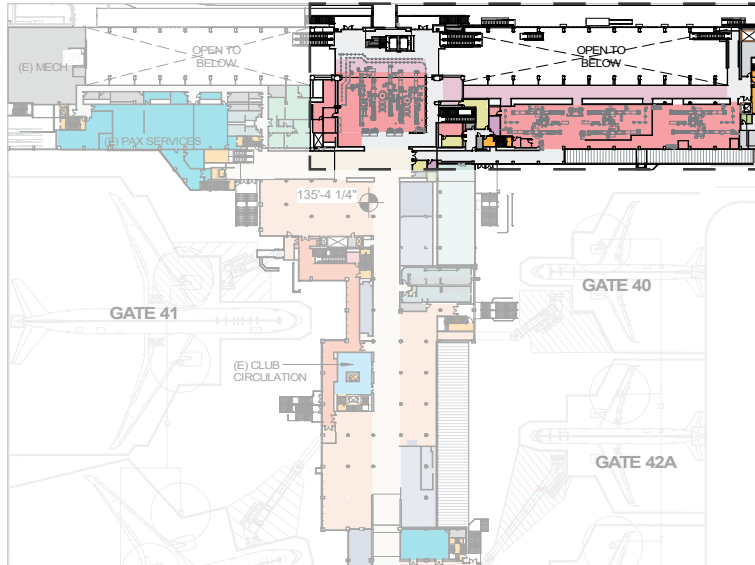 OPEN TO
BELOW
OPEN TO
BELOW
(E) MECH
(E) PAX SERVICES
135'-4 1/4"
GATE 40
GATE 41
(E) CLUB
CIRCULATION
GATE 42A